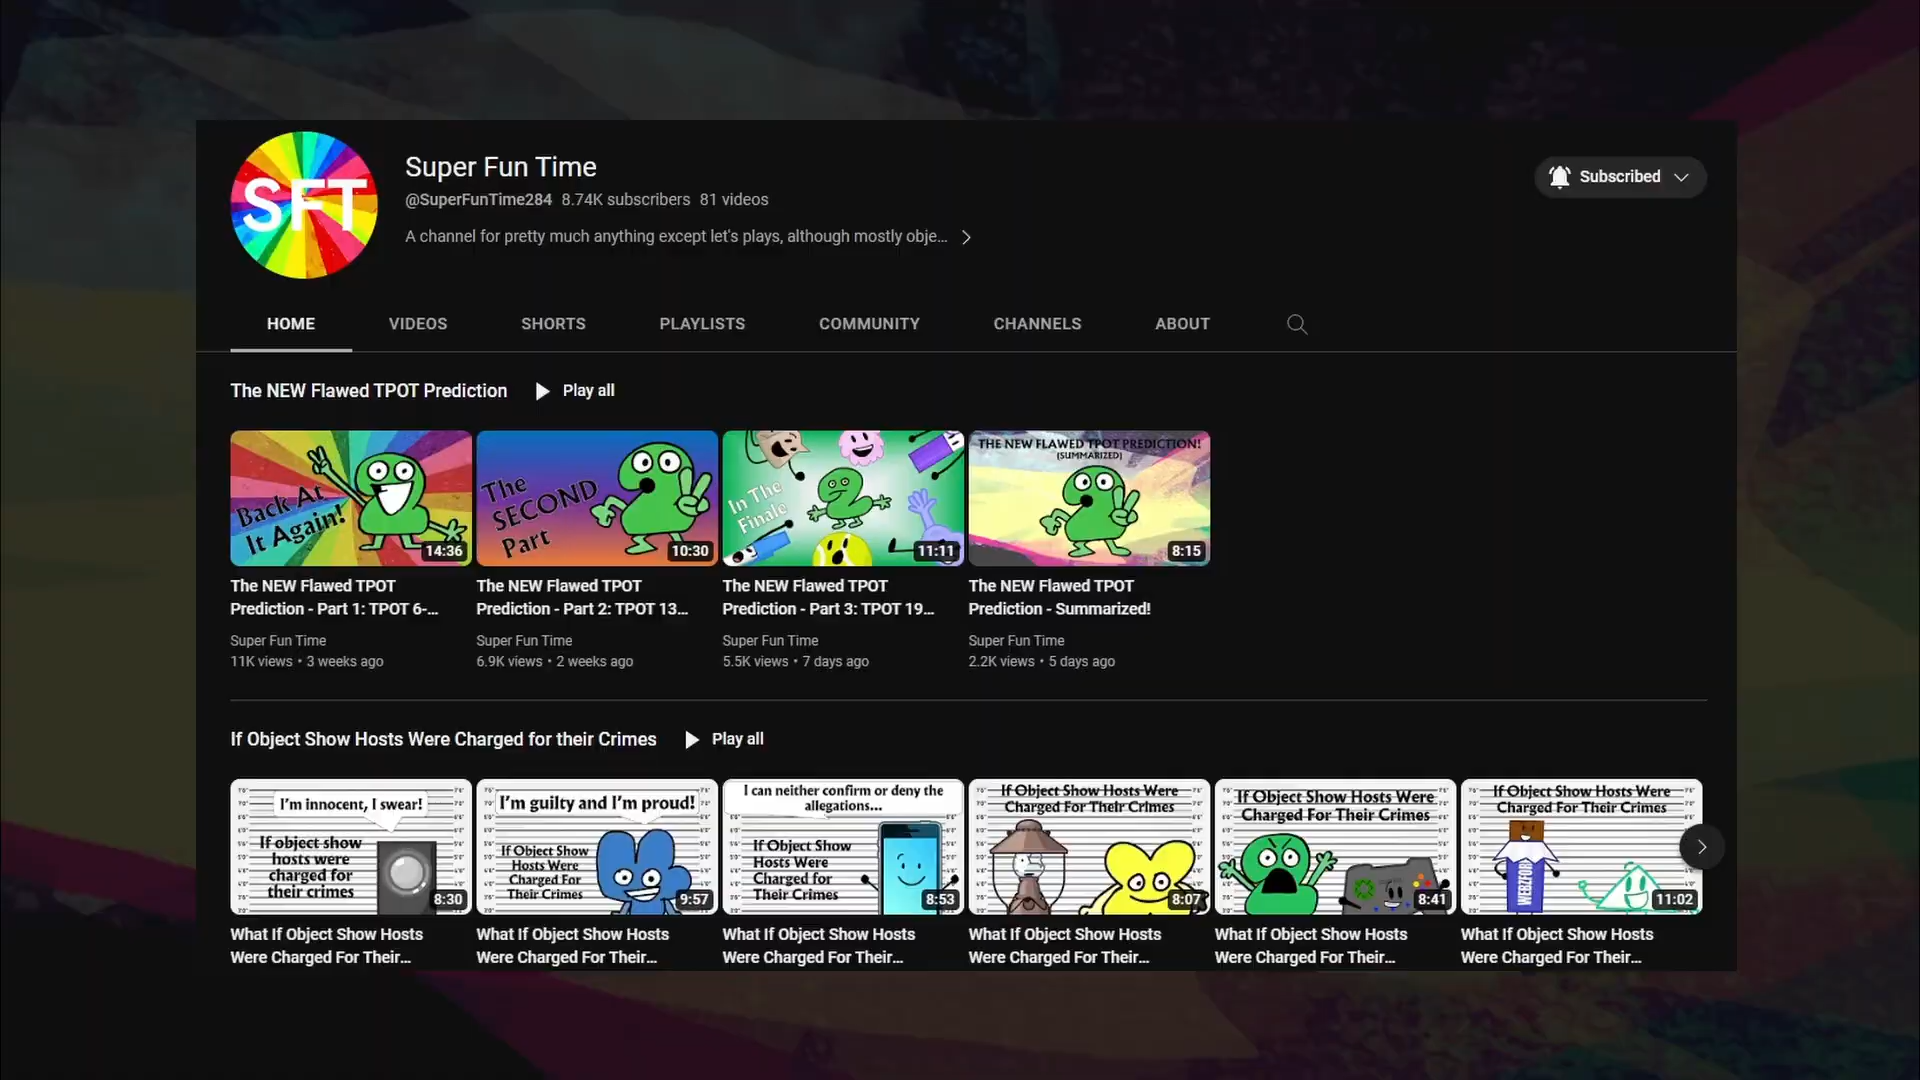 SFT
Super Fun Time
@SuperFunTime284 8.74K subscribers 81 videos
A channel for pretty much anything except let's plays, although mostly obje...
Subscribed
HOME VIDEOS SHORTS PLAYLISTS COMMUNITY CHANNELS ABOUT
The NEW Flawed TPOT Prediction Play all
Back At
It Again!
14:36
The
SECOND
Part
10:30
In The
Finale
11:11
THE NEW FLAWED TPOT PREDICTION!
(SUMMARIZED)
8:15
The NEW Flawed TPOT
Prediction - Part 1: TPOT 6-...
Super Fun Time
11K views • 3 weeks ago
The NEW Flawed TPOT
Prediction - Part 2: TPOT 13...
Super Fun Time
6.9K views • 2 weeks ago
The NEW Flawed TPOT
Prediction - Part 3: TPOT 19...
Super Fun Time
5.5K views • 7 days ago
The NEW Flawed TPOT
Prediction - Summarized!
Super Fun Time
2.2K views • 5 days ago
If Object Show Hosts Were Charged for their Crimes Play all
I'm innocent, I swear!
If object show
hosts were
charged for
their crimes
8:30
I'm guilty and I'm proud!
If Object Show
Hosts Were
Charged For
Their Crimes
9:57
I can neither confirm or deny the
allegations...
If Object Show
Hosts Were
Charged for
Their Crimes
8:53
If Object Show Hosts Were
Charged For Their Crimes
8:07
If Object Show Hosts Were
Charged For Their Crimes
8:41
If Object Show Hosts Were
Charged For Their Crimes
11:02
What If Object Show Hosts
Were Charged For Their...
What If Object Show Hosts
Were Charged For Their...
What If Object Show Hosts
Were Charged For Their...
What If Object Show Hosts
Were Charged For Their...
What If Object Show Hosts
Were Charged For Their...
What If Object Show Hosts
Were Charged For Their...